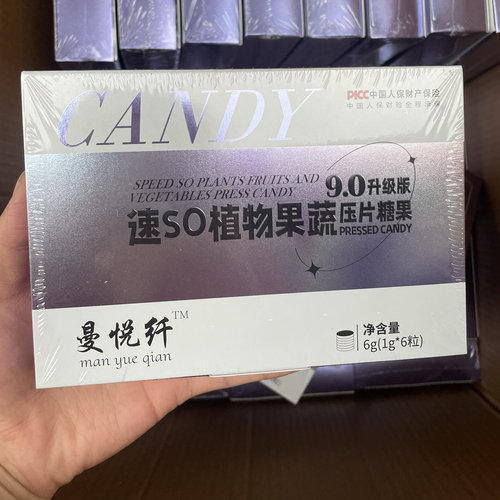 CANDY
PICC中国人保财产保险
中国人保财险全程承保
SPEED SO PLANTS FRUITS AND
VEGETABLES PRESS CANDY
9.0升级版
速SO植物果蔬压片糖果
PRESSED CANDY
曼悦纤™
man yue qian
净含量
6g(1g*6粒)